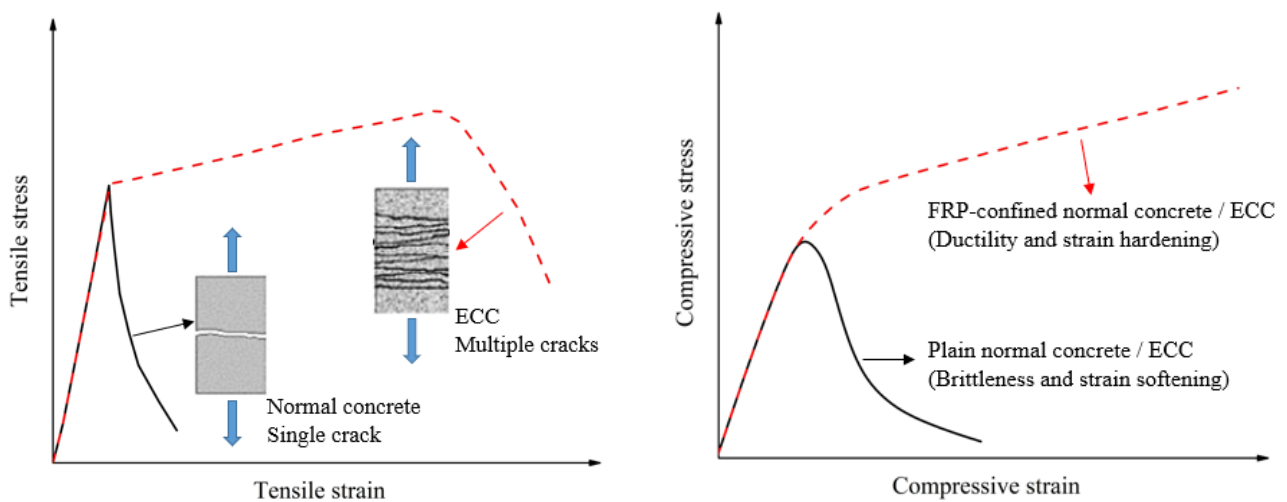 Tensile stress
Normal concrete
Single crack
ECC
Multiple cracks
Tensile strain
Compressive stress
FRP-confined normal concrete / ECC
(Ductility and strain hardening)
Plain normal concrete / ECC
(Brittleness and strain softening)
Compressive strain